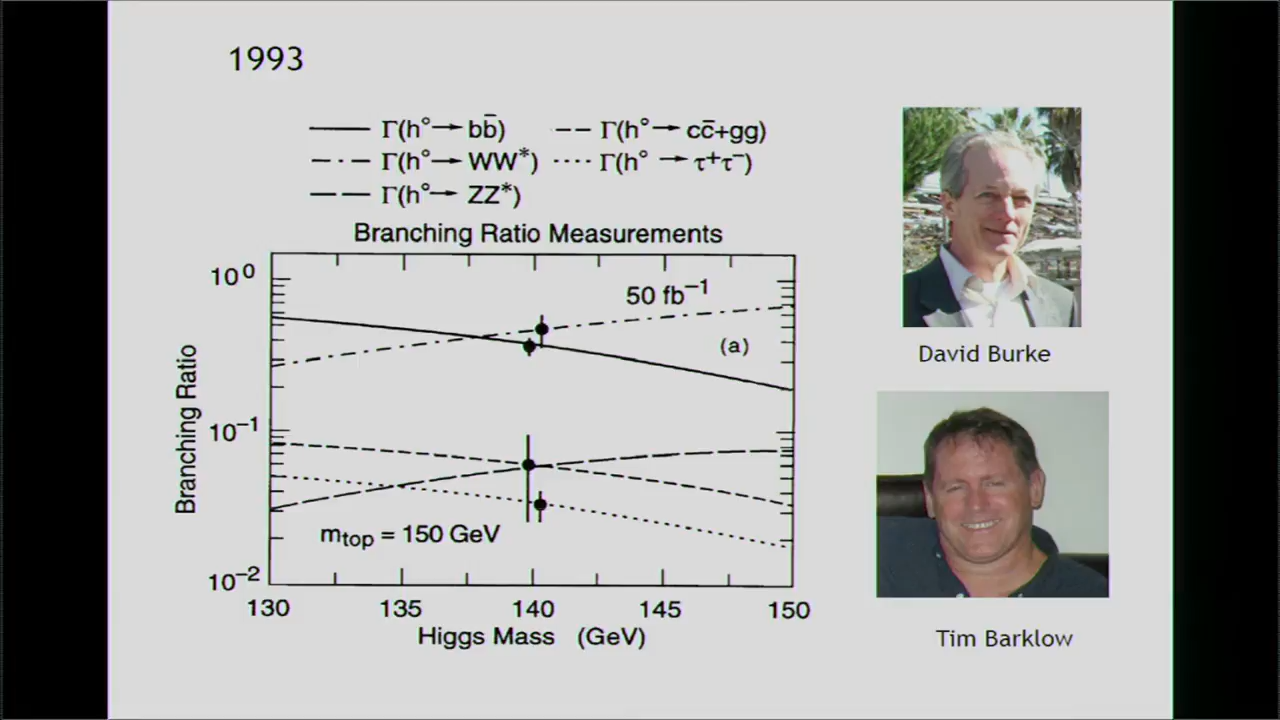 1993
Γ(h°→ bb̄) Γ(h°→ cc̄+gg)
Γ(h°→ WW*) Γ(h° → τ⁺τ⁻)
Γ(h°→ ZZ*)
Branching Ratio Measurements
10⁰
50 fb⁻¹
(a)
Branching Ratio
10⁻¹
m_top = 150 GeV
10⁻²
130 135 140 145 150
Higgs Mass (GeV)
David Burke
Tim Barklow